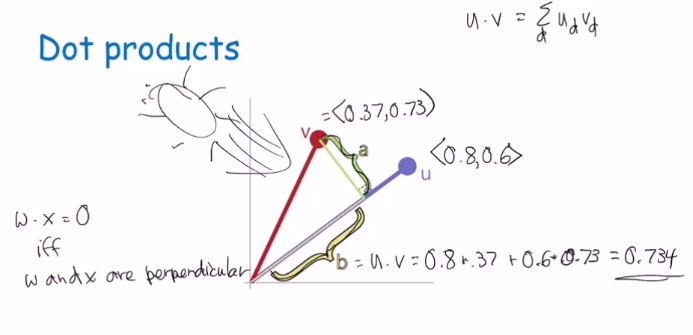 u · v = Σ_d u_d v_d
Dot products
v = <0.37, 0.73>
a
<0.8, 0.6>
u
w · x = 0
iff
w and x are perpendicular
b = u · v = 0.8 * .37 + 0.6 * 0.73 = 0.734